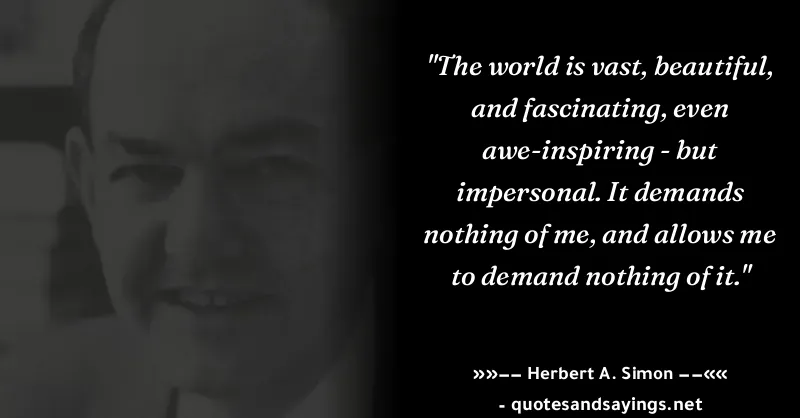 "The world is vast, beautiful,
and fascinating, even
awe-inspiring - but
impersonal. It demands
nothing of me, and allows me
to demand nothing of it."
»»−− Herbert A. Simon −−««
- quotesandsayings.net